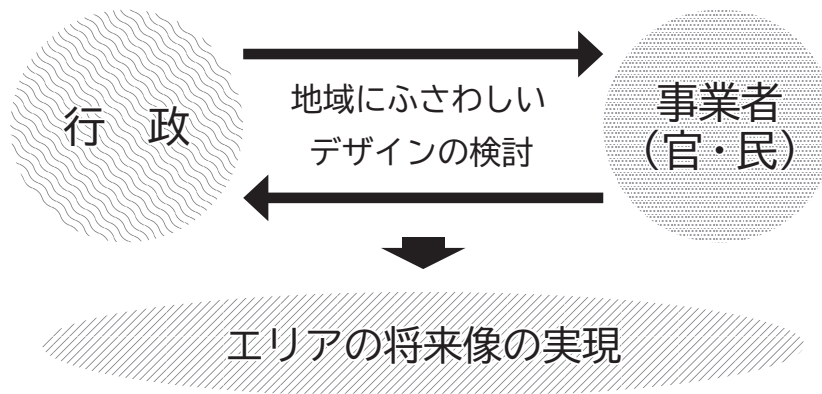 行　政
地域にふさわしい
デザインの検討
事業者
（官・民）
エリアの将来像の実現